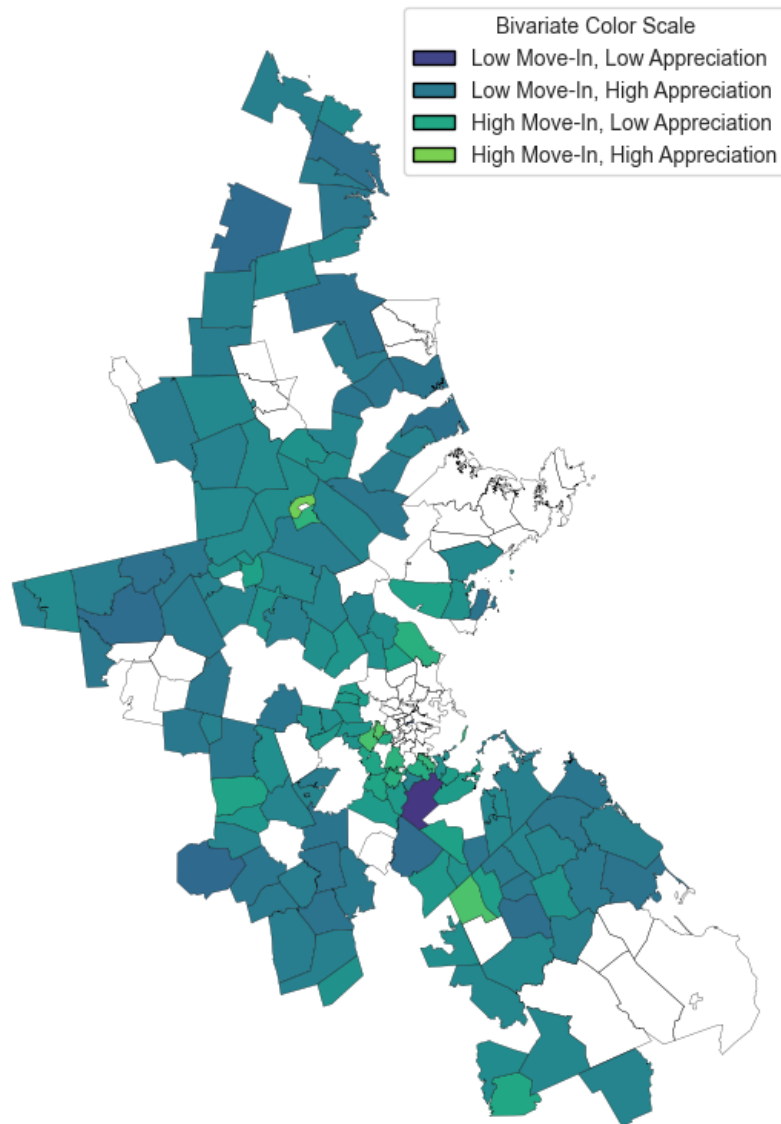 Bivariate Color Scale
Low Move-In, Low Appreciation
Low Move-In, High Appreciation
High Move-In, Low Appreciation
High Move-In, High Appreciation